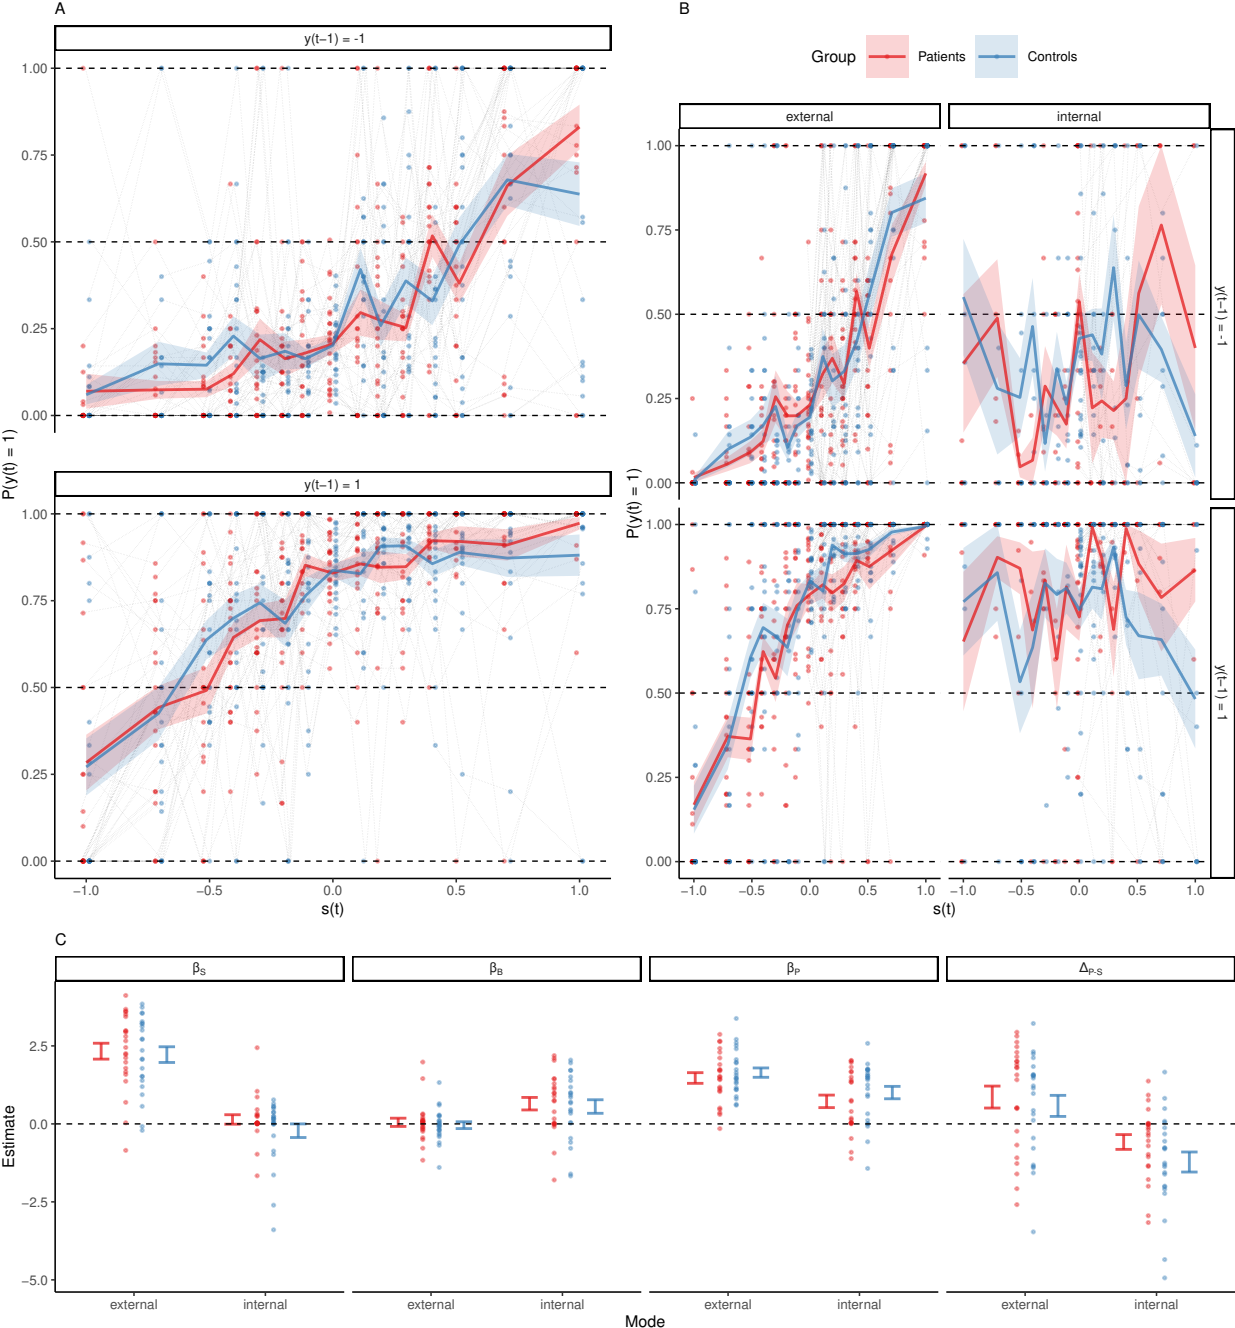 A
y(t−1) = -1
1.00
0.75
0.50
0.25
0.00
P(y(t) = 1)
y(t−1) = 1
1.00
0.75
0.50
0.25
0.00
−1.0 −0.5 0.0 0.5 1.0
s(t)
B
Group Patients Controls
external internal
1.00
0.75
0.50
0.25
0.00
y(t−1) = -1
P(y(t) = 1)
1.00
0.75
0.50
0.25
0.00
y(t−1) = 1
−1.0 −0.5 0.0 0.5 1.0 −1.0 −0.5 0.0 0.5 1.0
s(t)
C
βS βB βP ΔP-S
2.5
0.0
−2.5
−5.0
Estimate
external internal external internal external internal external internal
Mode